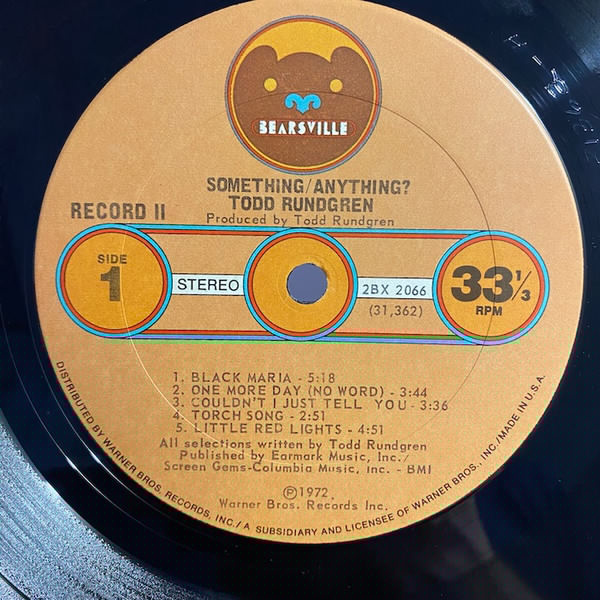 BEARSVILLE
SOMETHING/ANYTHING?
TODD RUNDGREN
Produced by Todd Rundgren
RECORD II
SIDE
1
STEREO
2BX 2066
(31,362)
33 1/3
RPM
1. BLACK MARIA - 5:18
2. ONE MORE DAY (NO WORD) - 3:44
3. COULDN'T I JUST TELL YOU - 3:36
4. TORCH SONG - 2:51
5. LITTLE RED LIGHTS - 4:51
All selections written by Todd Rundgren
Published by Earmark Music, Inc./
Screen Gems-Columbia Music, Inc. - BMI
Ⓟ1972
Warner Bros. Records Inc.
DISTRIBUTED BY WARNER BROS. RECORDS, INC./A SUBSIDIARY AND LICENSEE OF WARNER BROS., INC./MADE IN U.S.A.